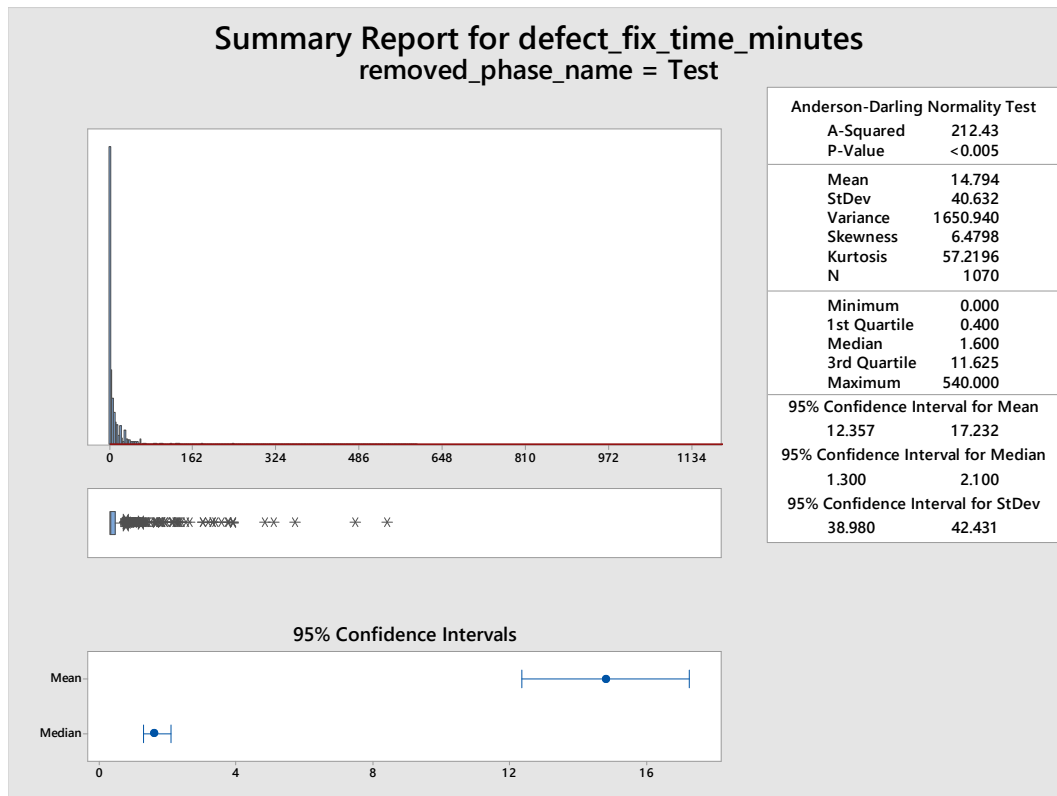 Summary Report for defect_fix_time_minutes
removed_phase_name = Test
Anderson-Darling Normality Test
A-Squared 212.43
P-Value <0.005
Mean 14.794
StDev 40.632
Variance 1650.940
Skewness 6.4798
Kurtosis 57.2196
N 1070
Minimum 0.000
1st Quartile 0.400
Median 1.600
3rd Quartile 11.625
Maximum 540.000
95% Confidence Interval for Mean
12.357 17.232
95% Confidence Interval for Median
1.300 2.100
95% Confidence Interval for StDev
38.980 42.431
0 162 324 486 648 810 972 1134
95% Confidence Intervals
Mean
Median
0 4 8 12 16